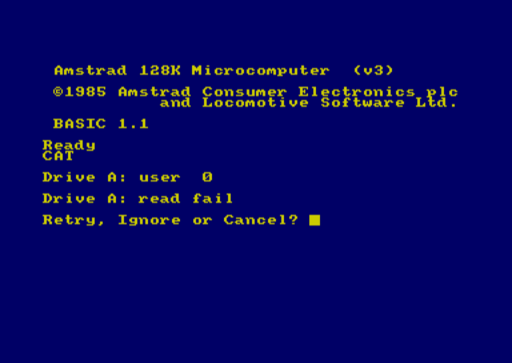 Amstrad 128K Microcomputer (v3)
©1985 Amstrad Consumer Electronics plc
and Locomotive Software Ltd.
BASIC 1.1
Ready
CAT
Drive A: user 0
Drive A: read fail
Retry, Ignore or Cancel?